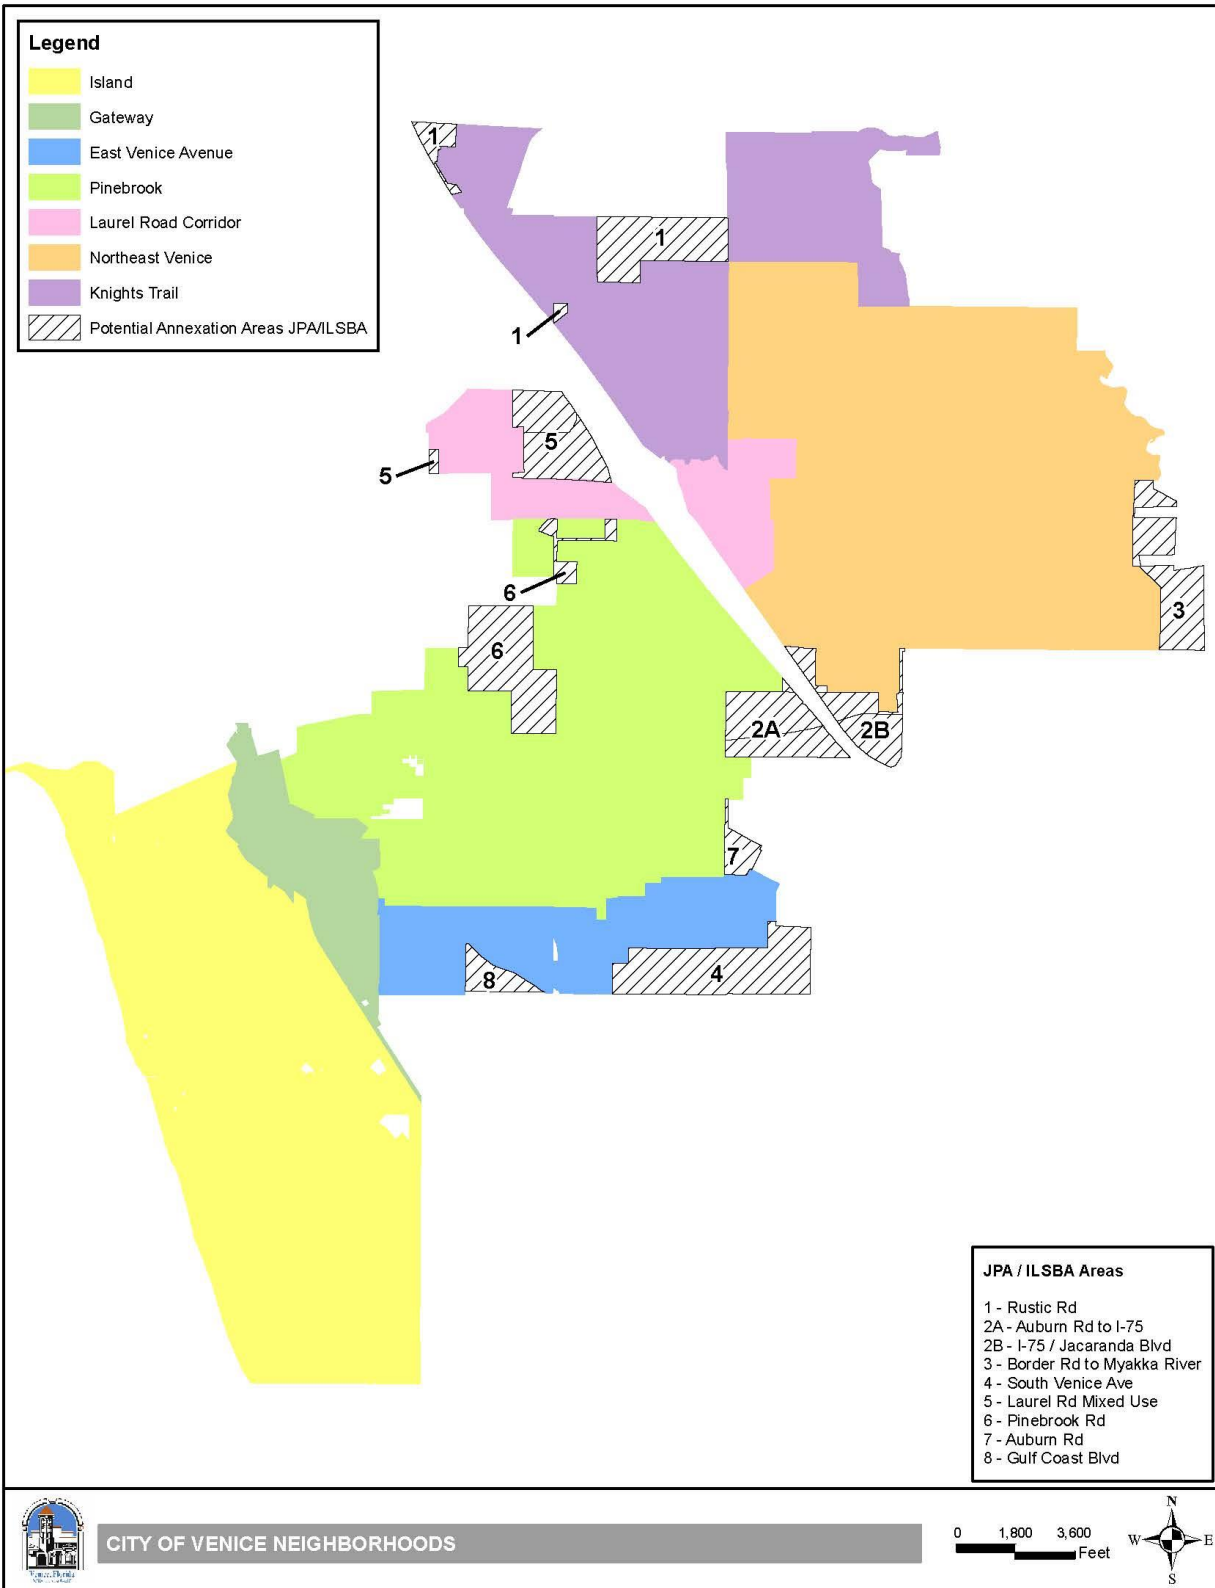 Legend
Island
Gateway
East Venice Avenue
Pinebrook
Laurel Road Corridor
Northeast Venice
Knights Trail
Potential Annexation Areas JPA/ILSBA
1
1
1
5
5
6
6
3
2A
2B
7
4
8
JPA / ILSBA Areas
1 - Rustic Rd
2A - Auburn Rd to I-75
2B - I-75 / Jacaranda Blvd
3 - Border Rd to Myakka River
4 - South Venice Ave
5 - Laurel Rd Mixed Use
6 - Pinebrook Rd
7 - Auburn Rd
8 - Gulf Coast Blvd
Venice, Florida
CITY OF VENICE NEIGHBORHOODS
0 1,800 3,600
Feet
N
W E
S